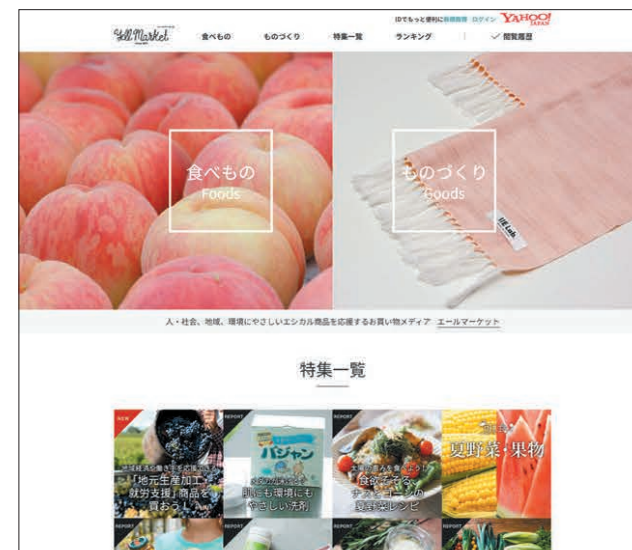 IDでもっと便利に新規取得 ログイン YAHOO!
JAPAN
Yell Market
食べもの ものづくり 特集一覧 ランキング 閲覧履歴
食べもの
Foods
ものづくり
Goods
人・社会、地域、環境にやさしいエシカル商品を応援するお買い物メディア エールマーケット
特集一覧
NEW
「地元生産加工・
就労支援」商品を
買おう！
REPORT
バジャン
肌にも環境にも
やさしい洗剤
REPORT
食欲そそる、
夏野菜レシピ
夏野菜・果物
REPORT
REPORT
REPORT